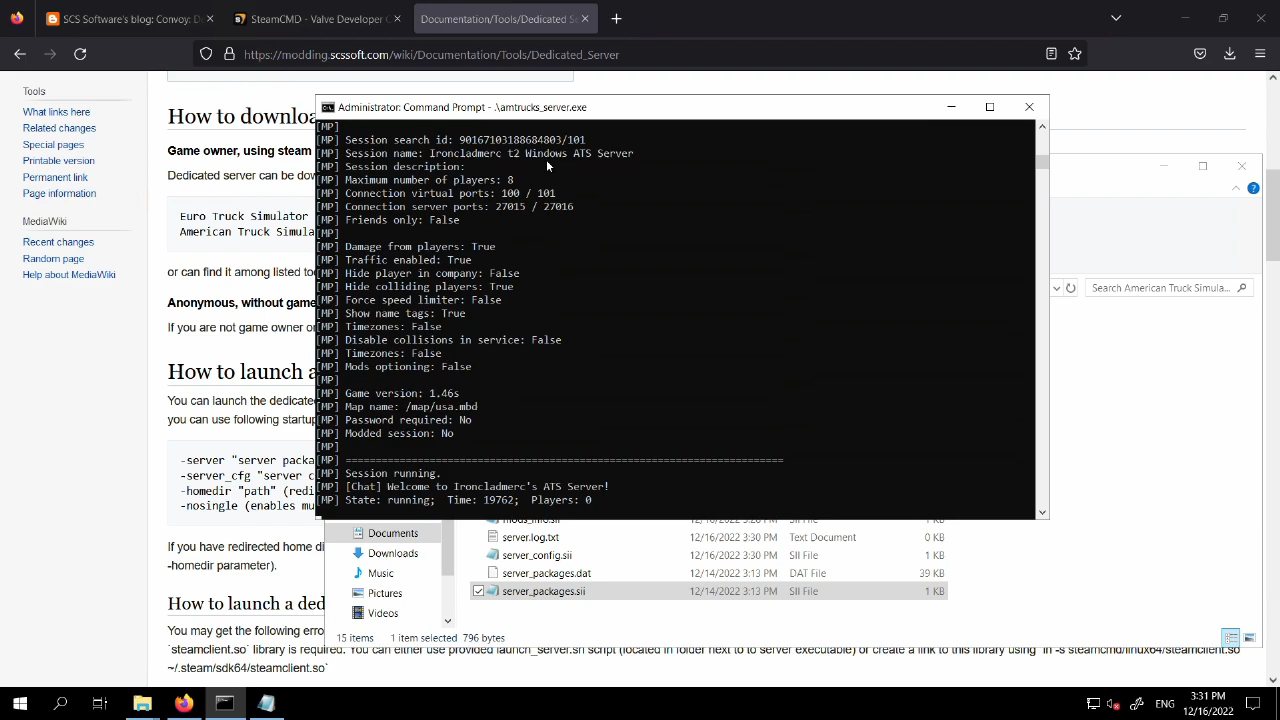 SCS Software's blog: Convoy: D
SteamCMD - Valve Developer C
Documentation/Tools/Dedicated Se
https://modding.scssoft.com/wiki/Documentation/Tools/Dedicated_Server
Tools
What links here
Related changes
Special pages
Printable version
Permanent link
Page information
MediaWiki
Recent changes
Random page
Help about MediaWiki
How to downloa
Game owner, using steam
Dedicated server can be dow
Euro Truck Simulator
American Truck Simula
or can find it among listed to
Anonymous, without game
If you are not game owner or
How to launch a
You can launch the dedicated
you can use following startup
-server "server packa
-server_cfg "server c
-homedir "path" (redi
-nosingle (enables mu
If you have redirected home di
-homedir parameter).
How to launch a ded
You may get the following erro
`steamclient.so` library is required. You can either use provided launch_server.sh script (located in folder next to to server executable) or create a link to this library using `ln -s steamcmd/linux64/steamclient.so
~/.steam/sdk64/steamclient.so`
Administrator: Command Prompt - .\amtrucks_server.exe
[MP]
[MP] Session search id: 90167103188684803/101
[MP] Session name: Ironcladmerc t2 Windows ATS Server
[MP] Session description:
[MP] Maximum number of players: 8
[MP] Connection virtual ports: 100 / 101
[MP] Connection server ports: 27015 / 27016
[MP] Friends only: False
[MP]
[MP] Damage from players: True
[MP] Traffic enabled: True
[MP] Hide player in company: False
[MP] Hide colliding players: True
[MP] Force speed limiter: False
[MP] Show name tags: True
[MP] Timezones: False
[MP] Disable collisions in service: False
[MP] Timezones: False
[MP] Mods optioning: False
[MP]
[MP] Game version: 1.46s
[MP] Map name: /map/usa.mbd
[MP] Password required: No
[MP] Modded session: No
[MP]
[MP] =====================================================================
[MP] Session running.
[MP] [Chat] Welcome to Ironcladmerc's ATS Server!
[MP] State: running; Time: 19762; Players: 0
Search American Truck Simula...
Documents
Downloads
Music
Pictures
Videos
mods_info.sii 12/16/2022 3:28 PM SII File 1 KB
server.log.txt 12/16/2022 3:30 PM Text Document 0 KB
server_config.sii 12/16/2022 3:30 PM SII File 1 KB
server_packages.dat 12/14/2022 3:13 PM DAT File 39 KB
server_packages.sii 12/14/2022 3:13 PM SII File 1 KB
15 items 1 item selected 796 bytes
ENG
3:31 PM
12/16/2022